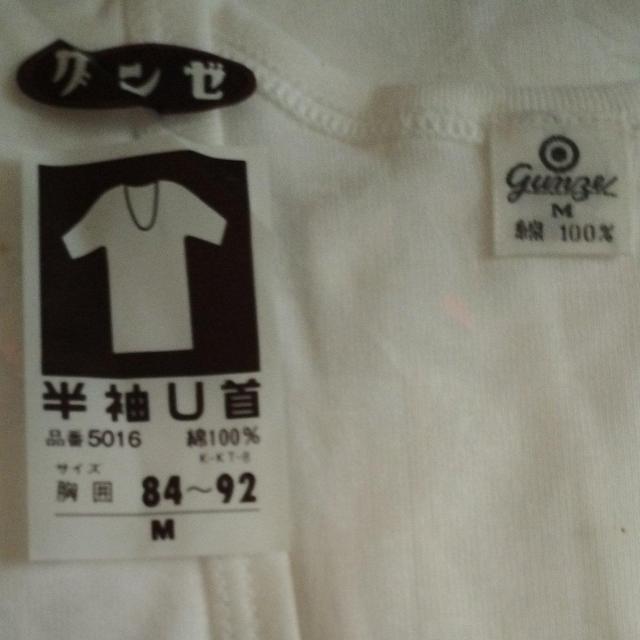 グンゼ
半袖U首
品番5016 綿100%
K-KT-8
サイズ
胸囲 84〜92
M
Gunze
M
綿 100%